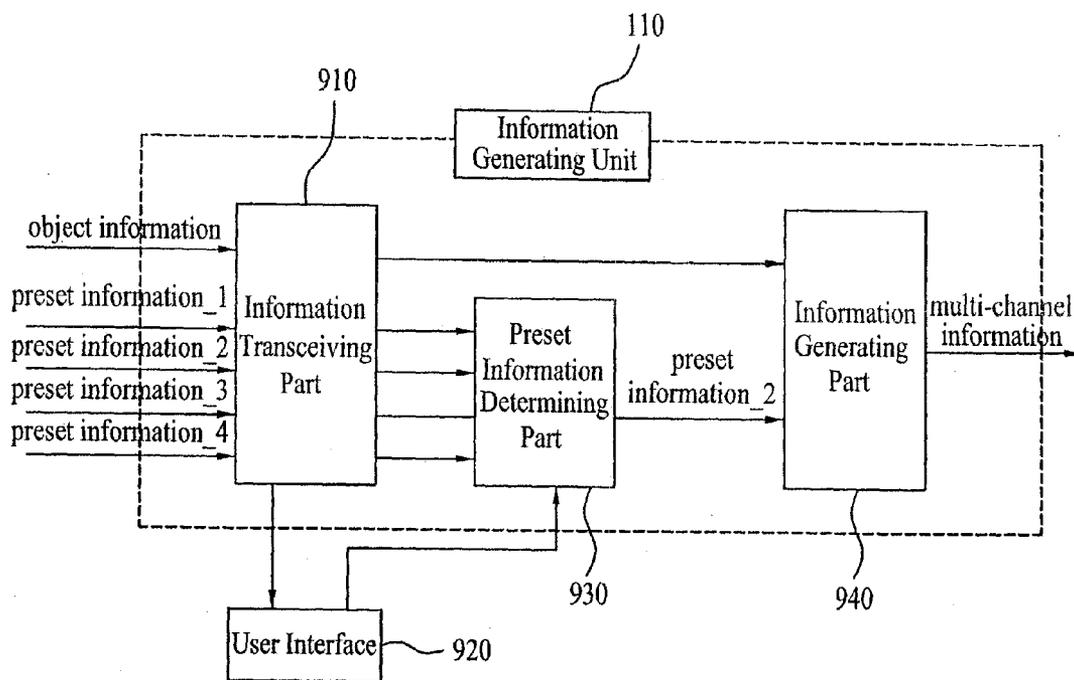 110
910
Information
Generating Unit
object information
preset information_1
preset information_2
preset information_3
preset information_4
Information
Transceiving
Part
Preset
Information
Determining
Part
preset
information_2
Information
Generating
Part
multi-channel
information
930
940
User Interface
920